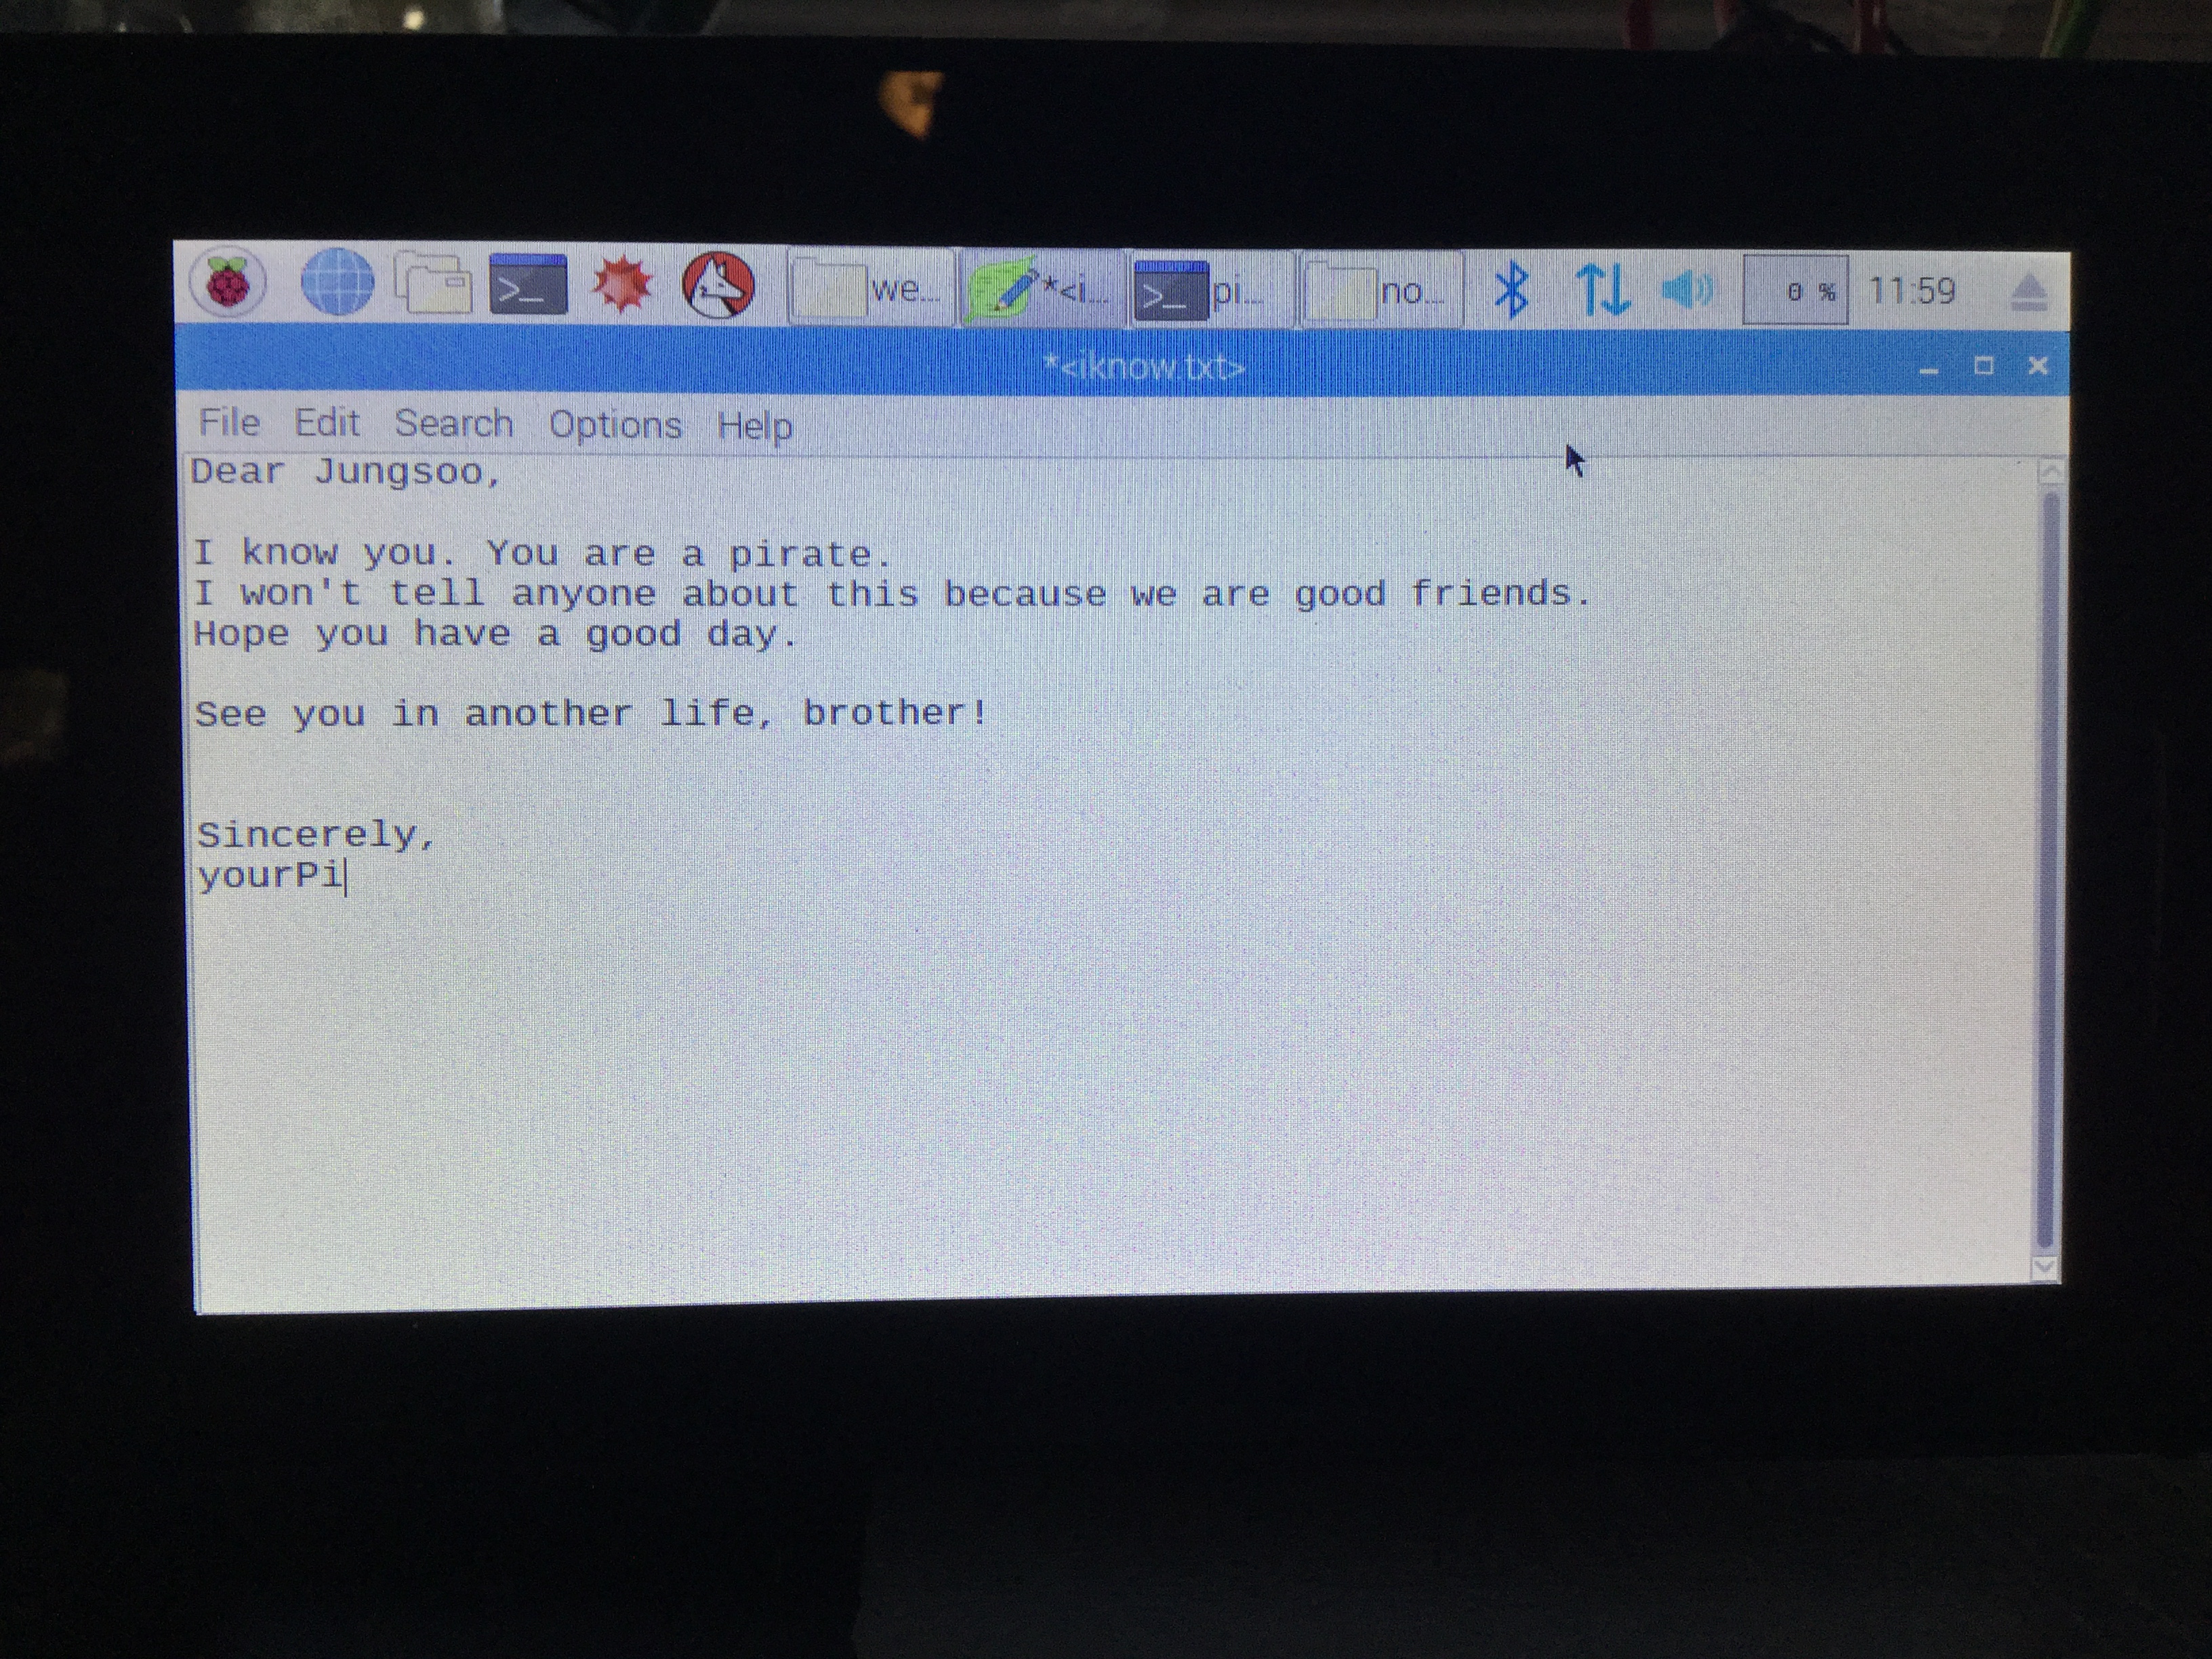 we...
*<i...
>_
pi...
no...
0 %
11:59
*<iknow.txt>
File Edit Search Options Help
Dear Jungsoo,
I know you. You are a pirate.
I won't tell anyone about this because we are good friends.
Hope you have a good day.
See you in another life, brother!
Sincerely,
yourPi